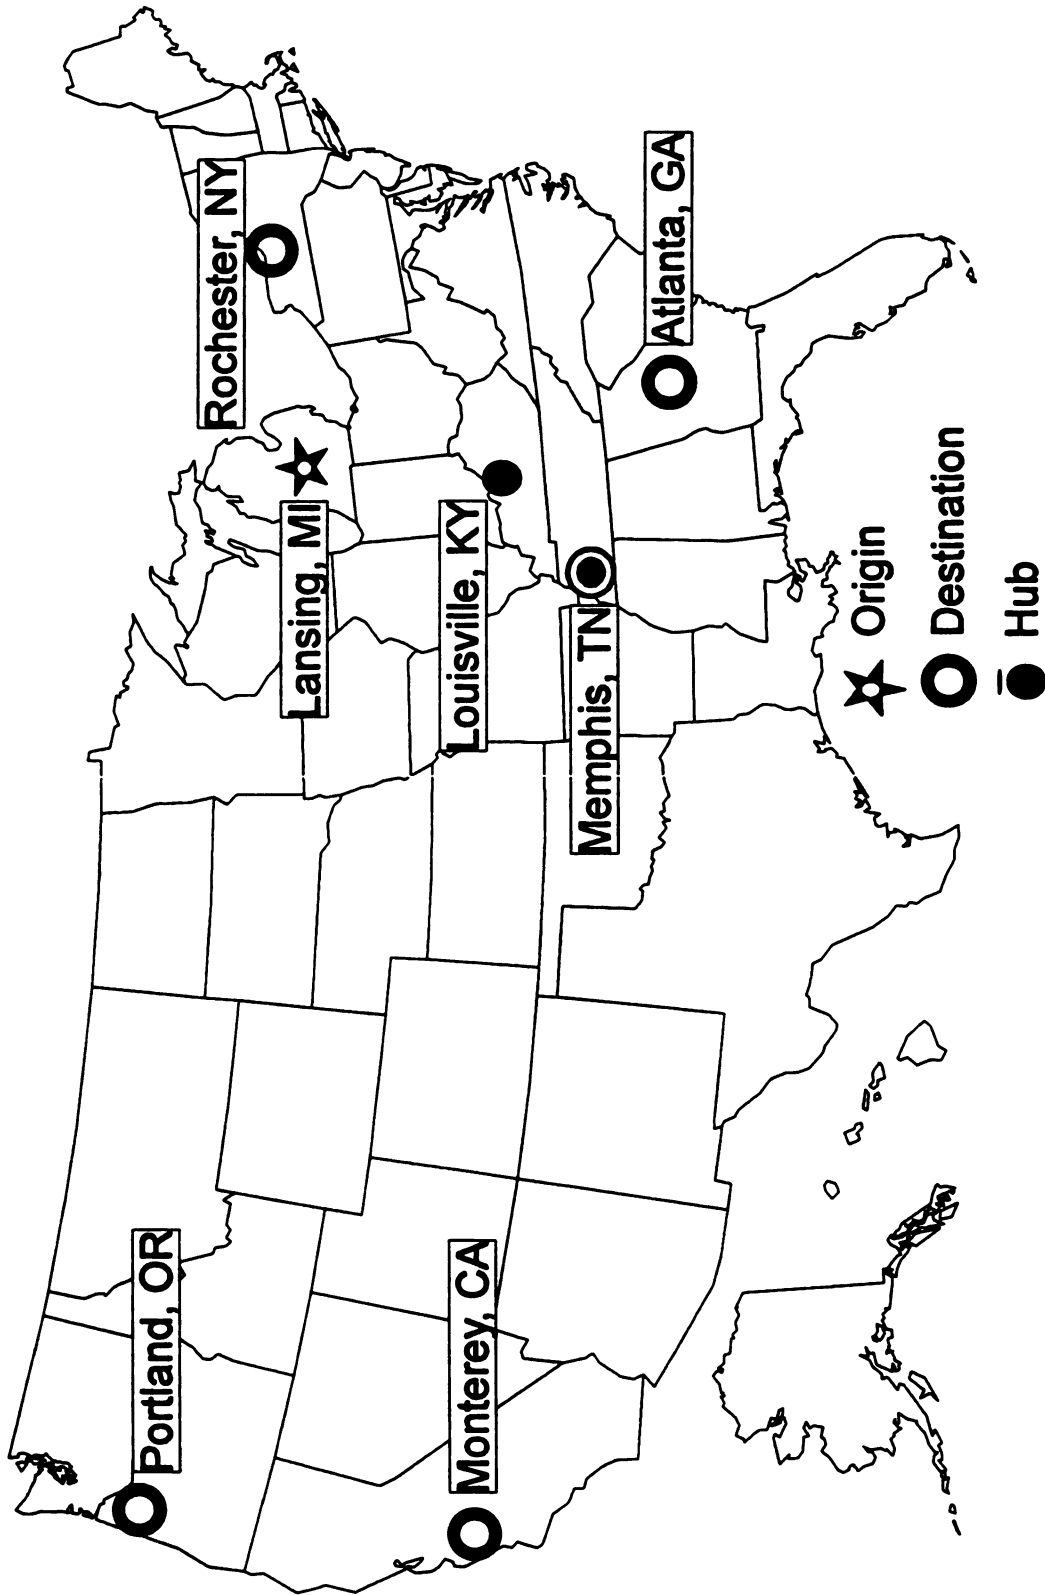 Portland, OR
Monterey, CA
Lansing, MI
Rochester, NY
Louisville, KY
Memphis, TN
Atlanta, GA
Origin
Destination
Hub